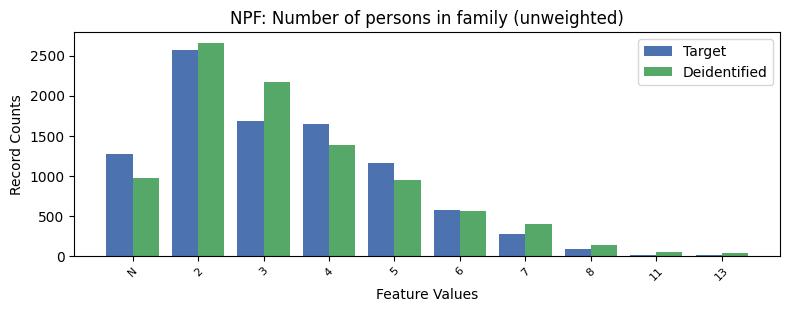 NPF: Number of persons in family (unweighted)
Target
Deidentified
Record Counts
2500
2000
1500
1000
500
0
N 2 3 4 5 6 7 8 11 13
Feature Values